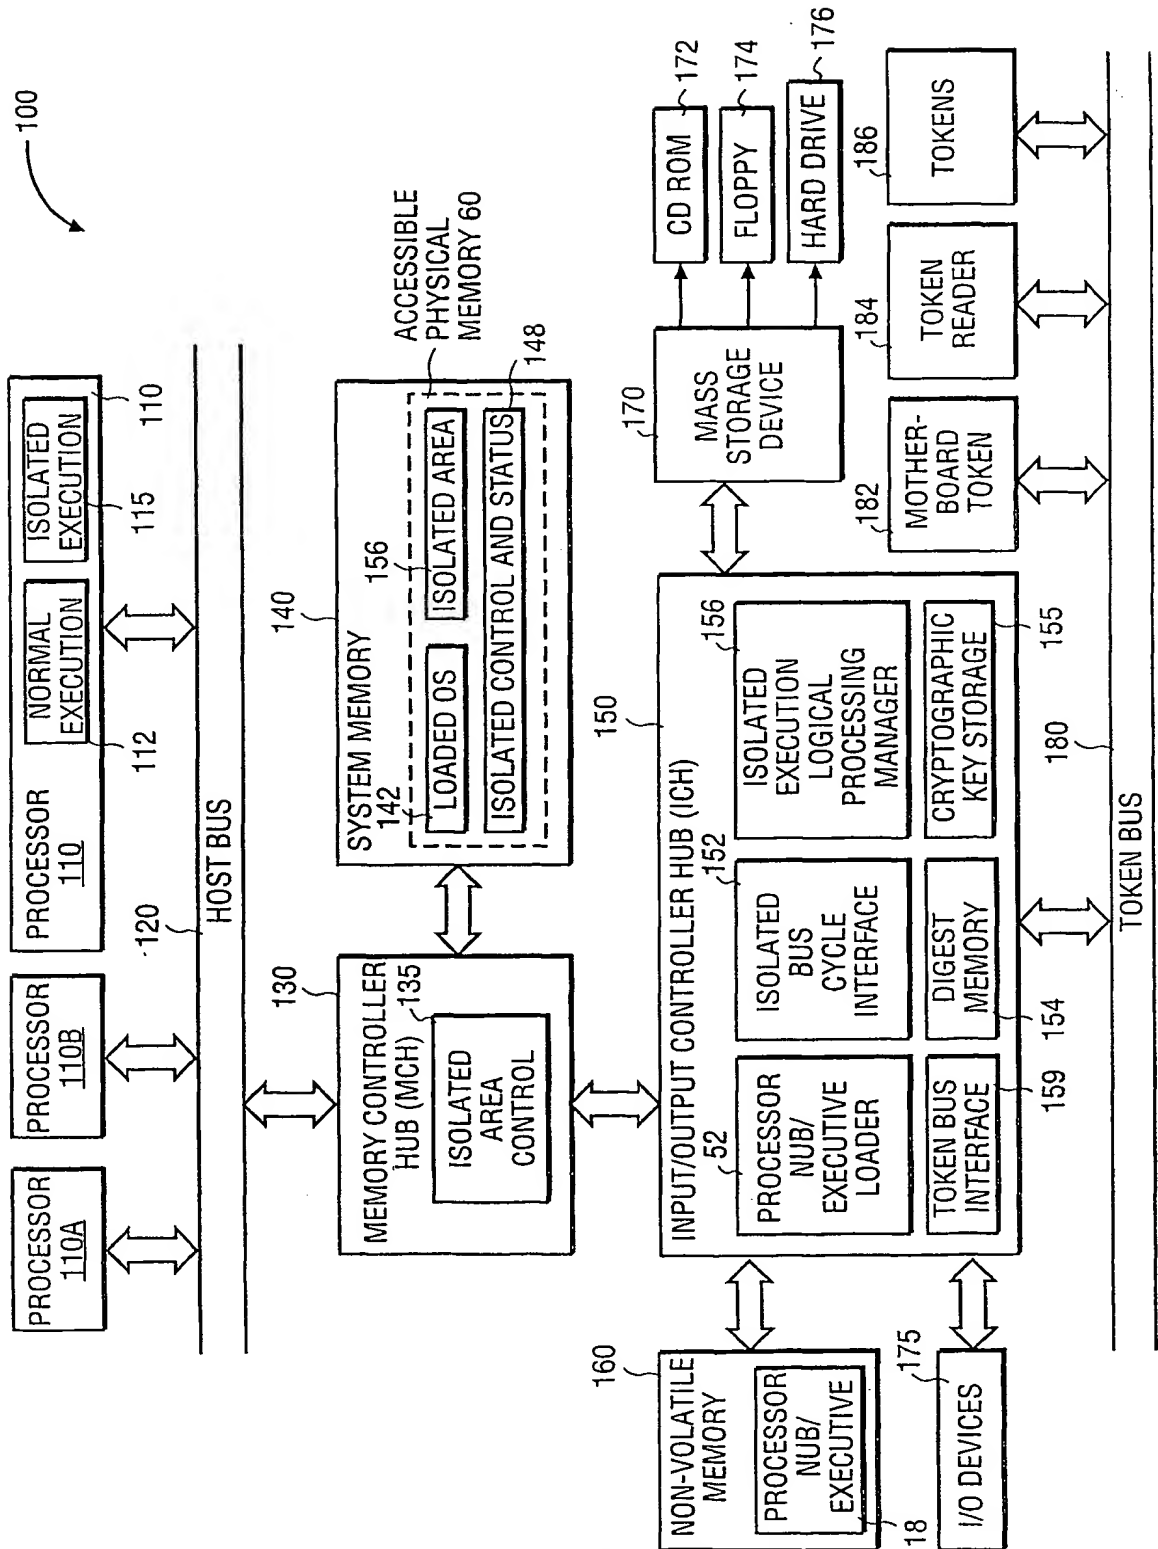 100
PROCESSOR
110A
PROCESSOR
110B
PROCESSOR
110
NORMAL
EXECUTION
112
ISOLATED
EXECUTION
115
110
120
HOST BUS
130
MEMORY CONTROLLER
HUB (MCH)
135
ISOLATED
AREA
CONTROL
140
SYSTEM MEMORY
142
LOADED OS
156
ISOLATED AREA
ISOLATED CONTROL AND STATUS
148
ACCESSIBLE
PHYSICAL
MEMORY 60
150
INPUT/OUTPUT CONTROLLER HUB (ICH)
52
PROCESSOR
NUB/
EXECUTIVE
LOADER
152
ISOLATED
BUS
CYCLE
INTERFACE
156
ISOLATED
EXECUTION
LOGICAL
PROCESSING
MANAGER
TOKEN BUS
INTERFACE
159
DIGEST
MEMORY
154
CRYPTOGRAPHIC
KEY STORAGE
155
160
NON-VOLATILE
MEMORY
PROCESSOR
NUB/
EXECUTIVE
18
175
I/O DEVICES
170
MASS
STORAGE
DEVICE
CD ROM
172
FLOPPY
174
HARD DRIVE
176
182
MOTHER-
BOARD
TOKEN
184
TOKEN
READER
186
TOKENS
180
TOKEN BUS